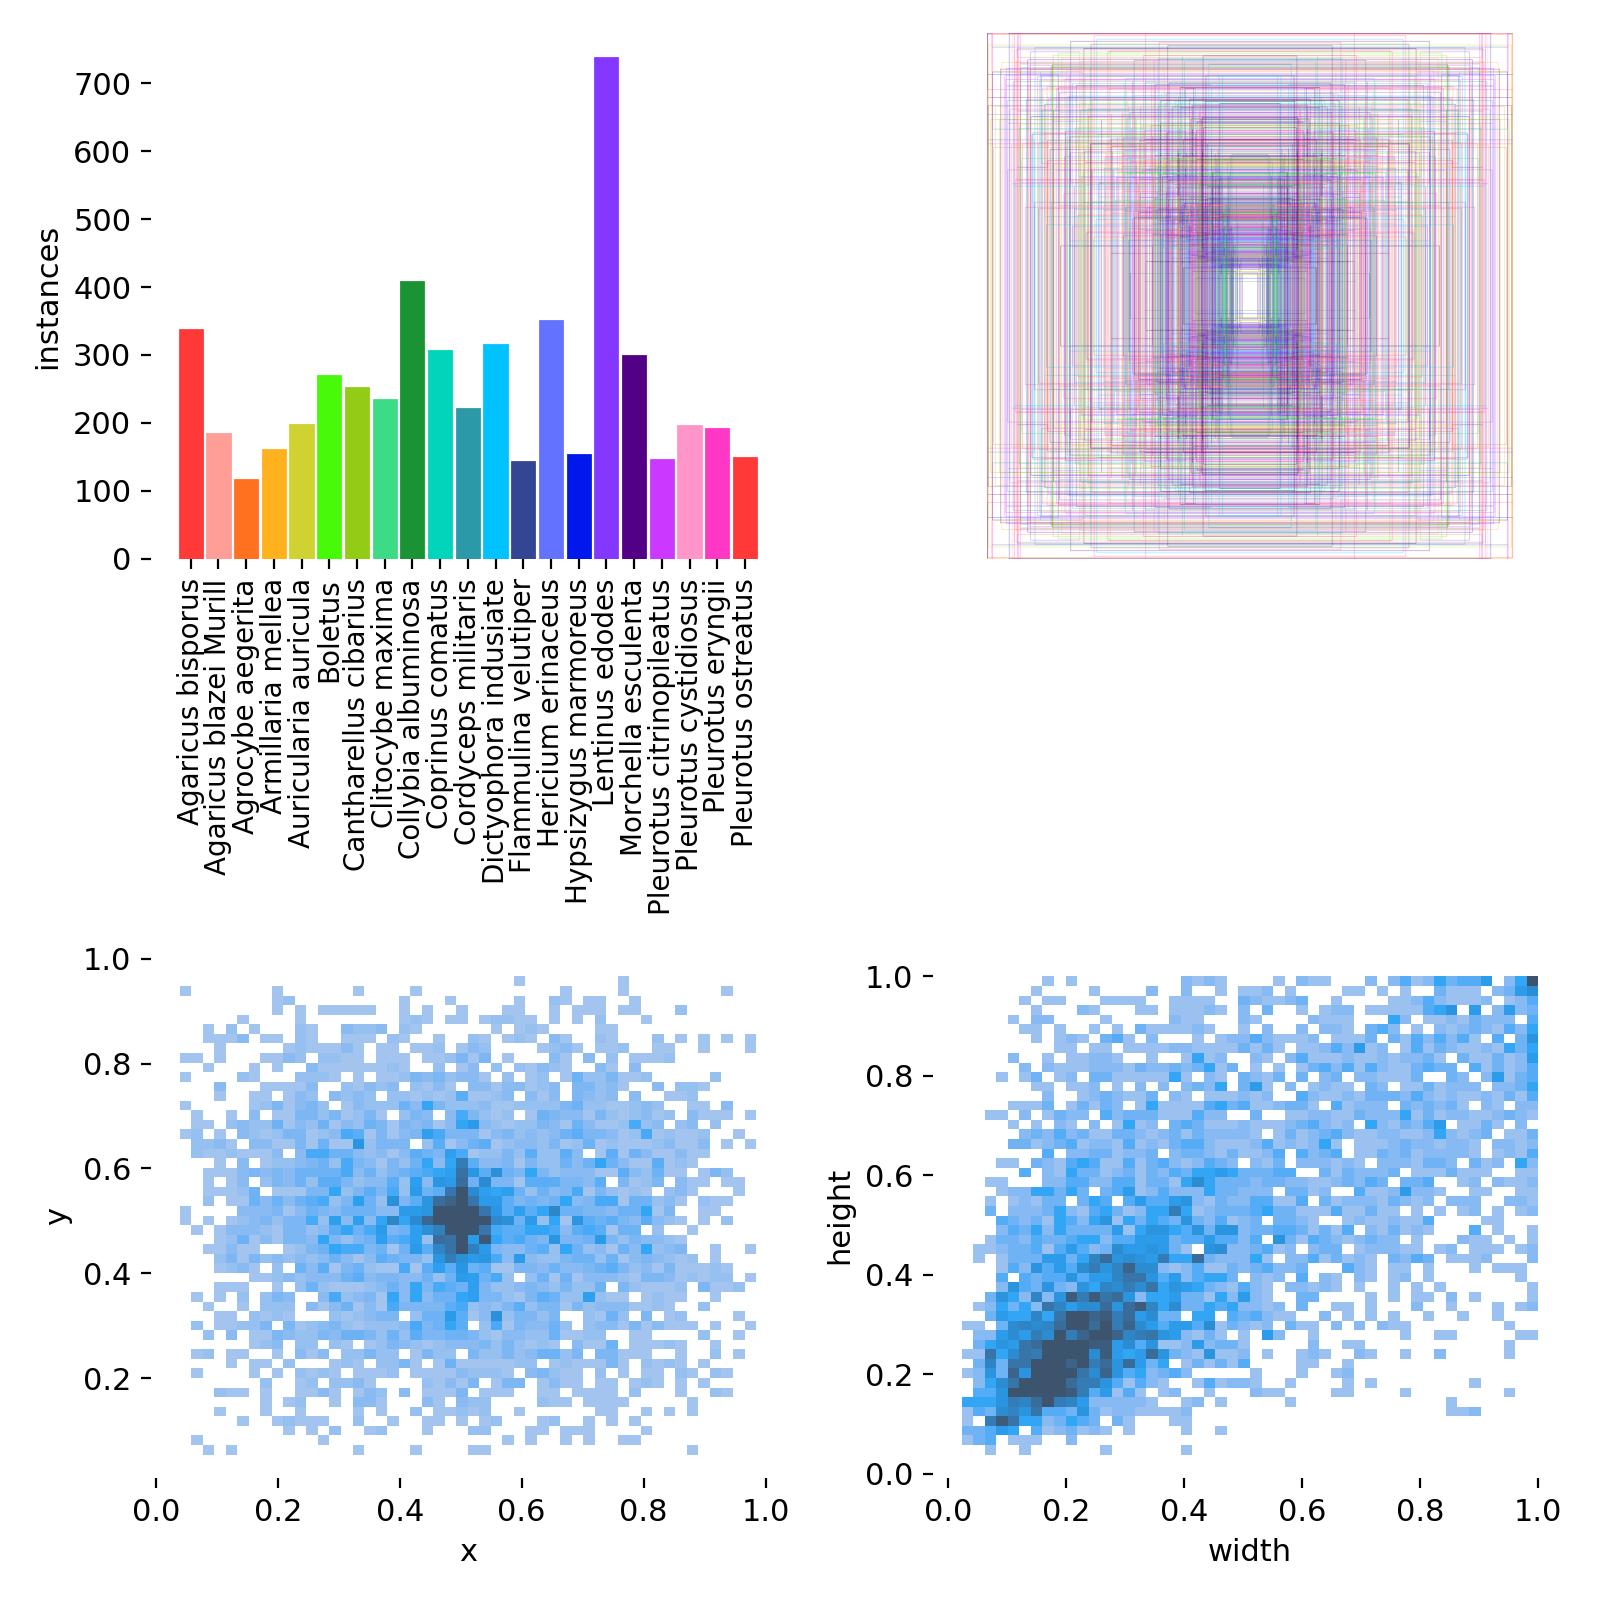 700
600
500
400
300
200
100
0
instances
Agaricus bisporus
Agaricus blazei Murill
Agrocybe aegerita
Armillaria mellea
Auricularia auricula
Boletus
Cantharellus cibarius
Clitocybe maxima
Collybia albuminosa
Coprinus comatus
Cordyceps militaris
Dictyophora indusiate
Flammulina velutiper
Hericium erinaceus
Hypsizygus marmoreus
Lentinus edodes
Morchella esculenta
Pleurotus citrinopileatus
Pleurotus cystidiosus
Pleurotus eryngii
Pleurotus ostreatus
1.0
0.8
0.6
0.4
0.2
y
0.0 0.2 0.4 0.6 0.8 1.0
x
1.0
0.8
0.6
0.4
0.2
0.0
height
0.0 0.2 0.4 0.6 0.8 1.0
width